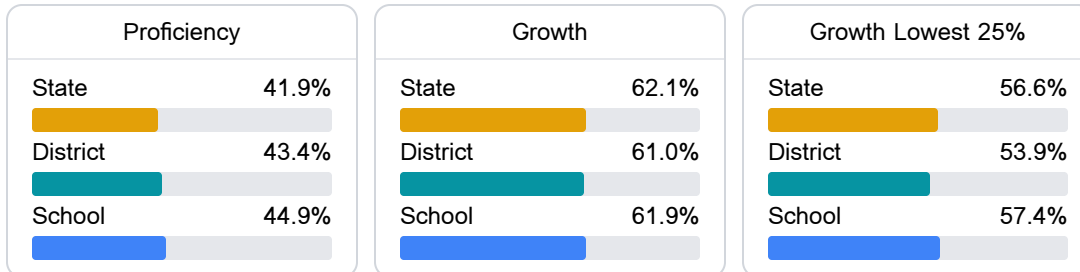 Proficiency
State 41.9%
District 43.4%
School 44.9%
Growth
State 62.1%
District 61.0%
School 61.9%
Growth Lowest 25%
State 56.6%
District 53.9%
School 57.4%